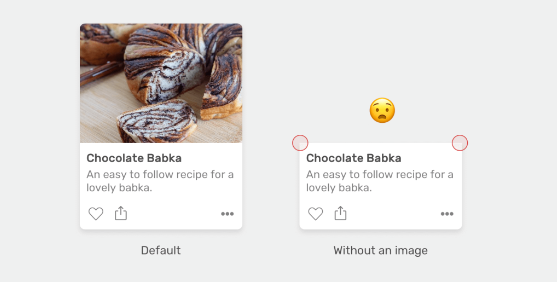 Chocolate Babka
An easy to follow recipe for a
lovely babka.
Default
Chocolate Babka
An easy to follow recipe for a
lovely babka.
Without an image